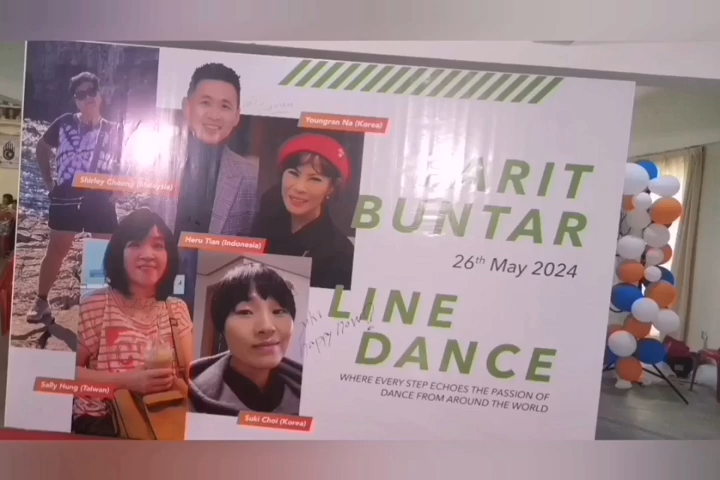 Youngran Na (Korea)
Shirley Cheong (Malaysia)
Heru Tian (Indonesia)
Sally Hung (Taiwan)
Suki Choi (Korea)
ARIT
BUNTAR
26th May 2024
LINE
DANCE
WHERE EVERY STEP ECHOES THE PASSION OF
DANCE FROM AROUND THE WORLD